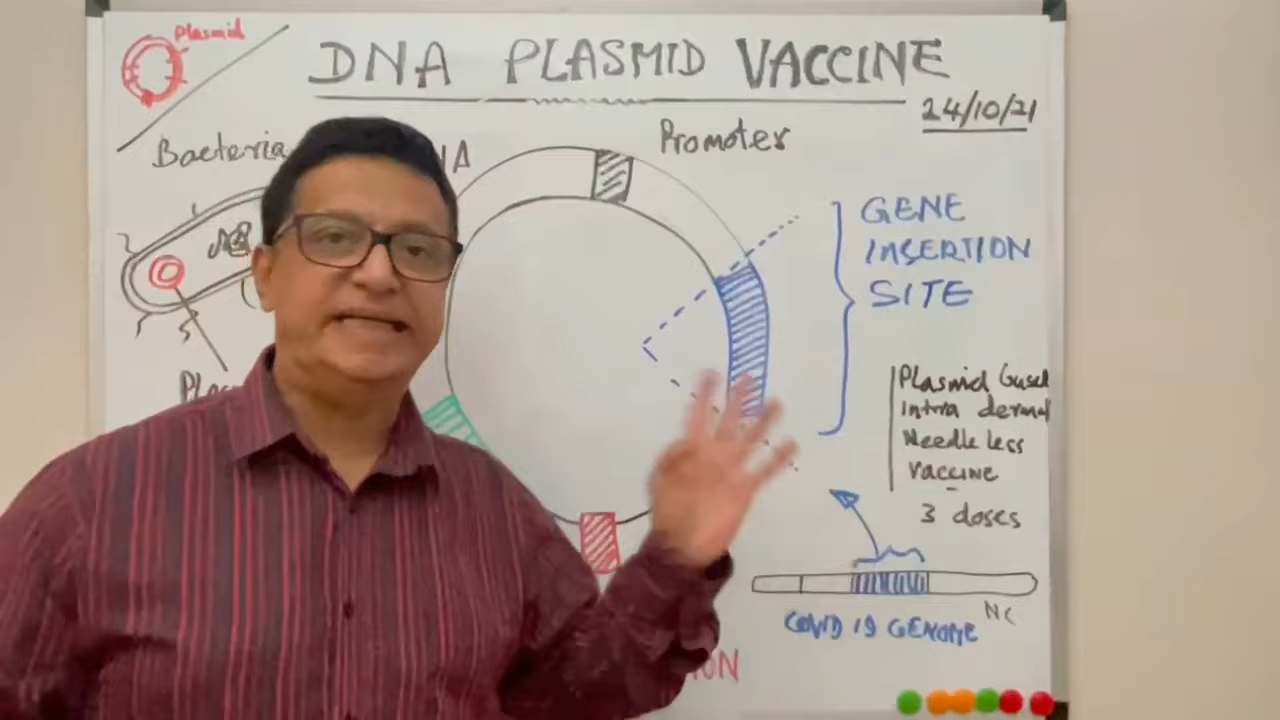 Plasmid
DNA PLASMID VACCINE
24/10/21
Bacteria
Promoter
GENE
INSERTION
SITE
Plasmid based
Intra dermal
Needle less
Vaccine
3 doses
COVID 19 GENOME
NC